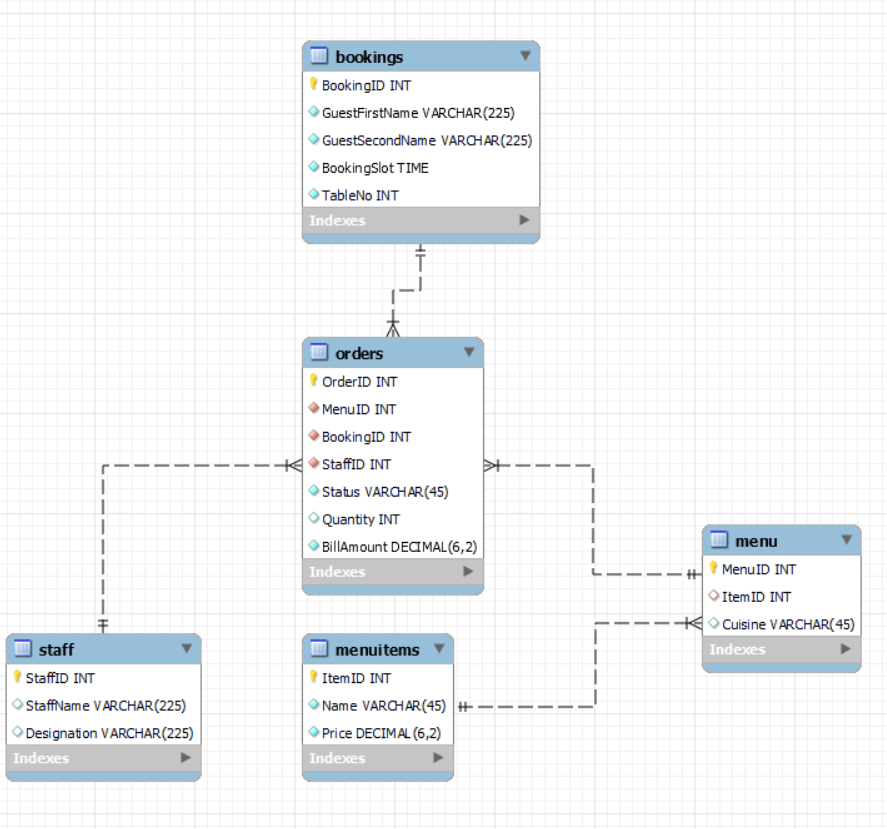 bookings
BookingID INT
GuestFirstName VARCHAR(225)
GuestSecondName VARCHAR(225)
BookingSlot TIME
TableNo INT
Indexes
orders
OrderID INT
MenuID INT
BookingID INT
StaffID INT
Status VARCHAR(45)
Quantity INT
BillAmount DECIMAL(6,2)
Indexes
menu
MenuID INT
ItemID INT
Cuisine VARCHAR(45)
Indexes
staff
StaffID INT
StaffName VARCHAR(225)
Designation VARCHAR(225)
Indexes
menuitems
ItemID INT
Name VARCHAR(45)
Price DECIMAL(6,2)
Indexes